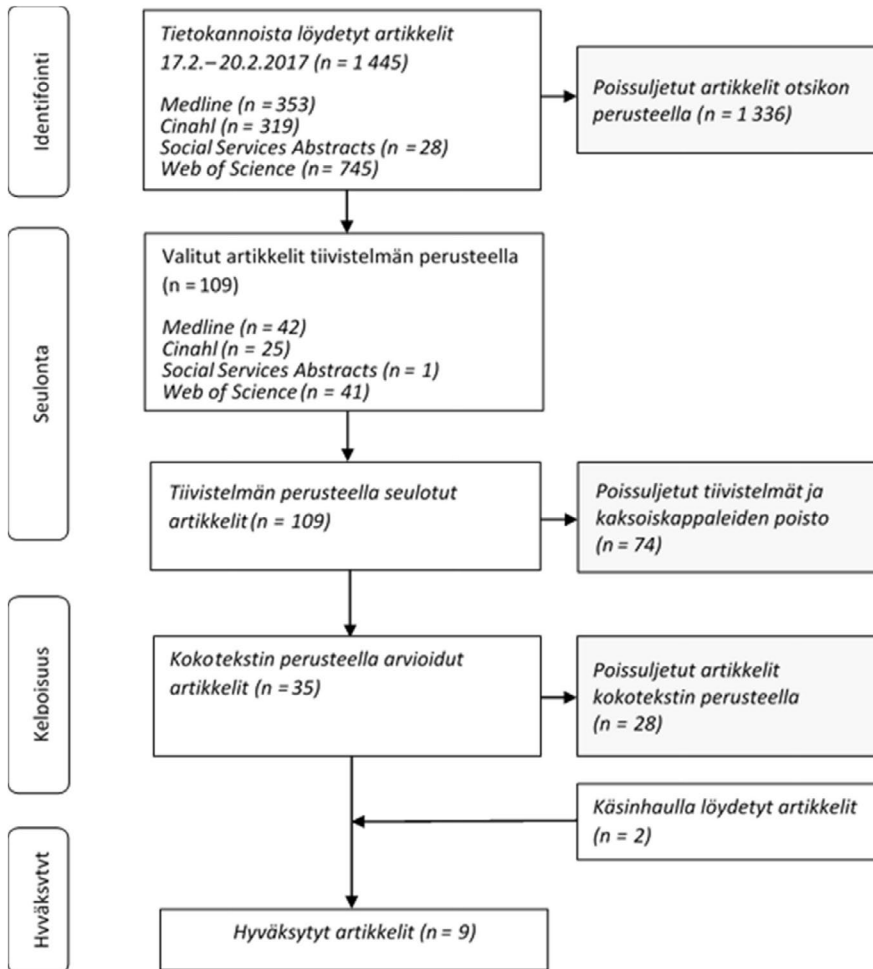 Identifiointi
Tietokannoista löydetyt artikkelit
17.2.–20.2.2017 (n = 1 445)
Medline (n = 353)
Cinahl (n = 319)
Social Services Abstracts (n = 28)
Web of Science (n = 745)
Poissuljetut artikkelit otsikon
perusteella (n = 1 336)
Seulonta
Valitut artikkelit tiivistelmän perusteella
(n = 109)
Medline (n = 42)
Cinahl (n = 25)
Social Services Abstracts (n = 1)
Web of Science (n = 41)
Tiivistelmän perusteella seulotut
artikkelit (n = 109)
Poissuljetut tiivistelmät ja
kaksoiskappaleiden poisto
(n = 74)
Kelpoisuus
Kokotekstin perusteella arvioidut
artikkelit (n = 35)
Poissuljetut artikkelit
kokotekstin perusteella
(n = 28)
Käsinhaulla löydetyt artikkelit
(n = 2)
Hyväksytyt
Hyväksytyt artikkelit (n = 9)